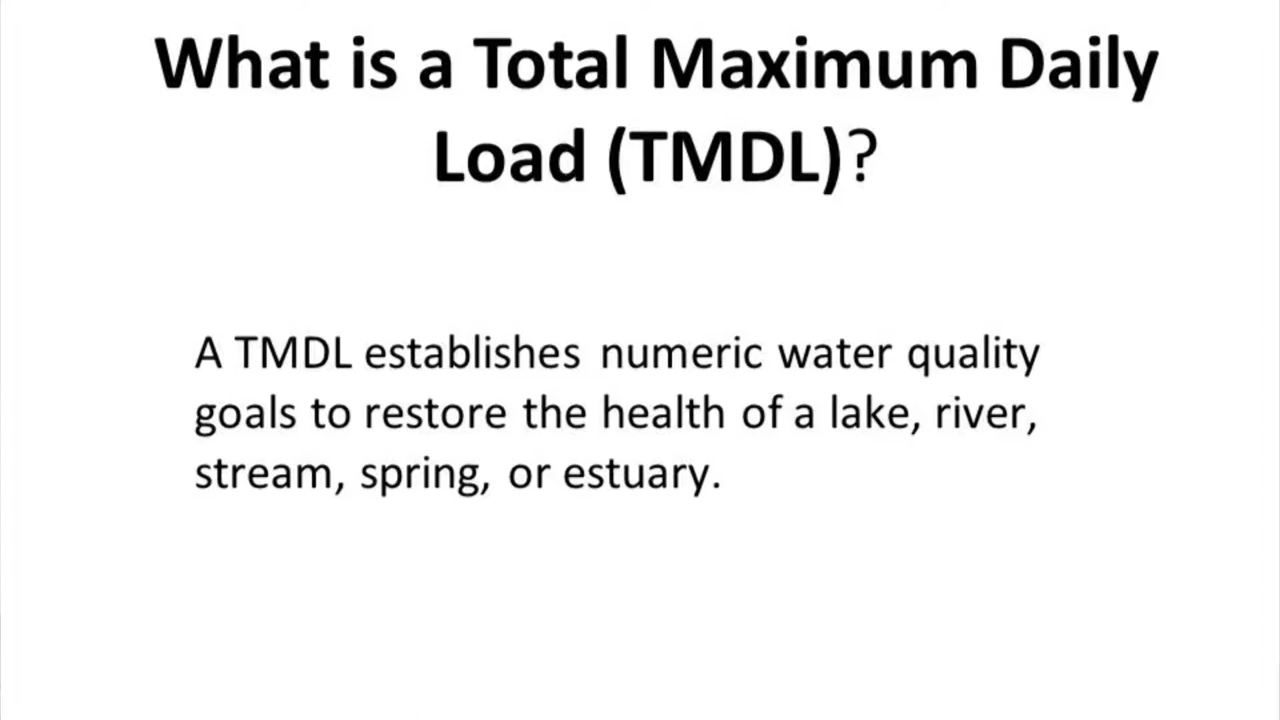 What is a Total Maximum Daily
Load (TMDL)?
A TMDL establishes numeric water quality
goals to restore the health of a lake, river,
stream, spring, or estuary.